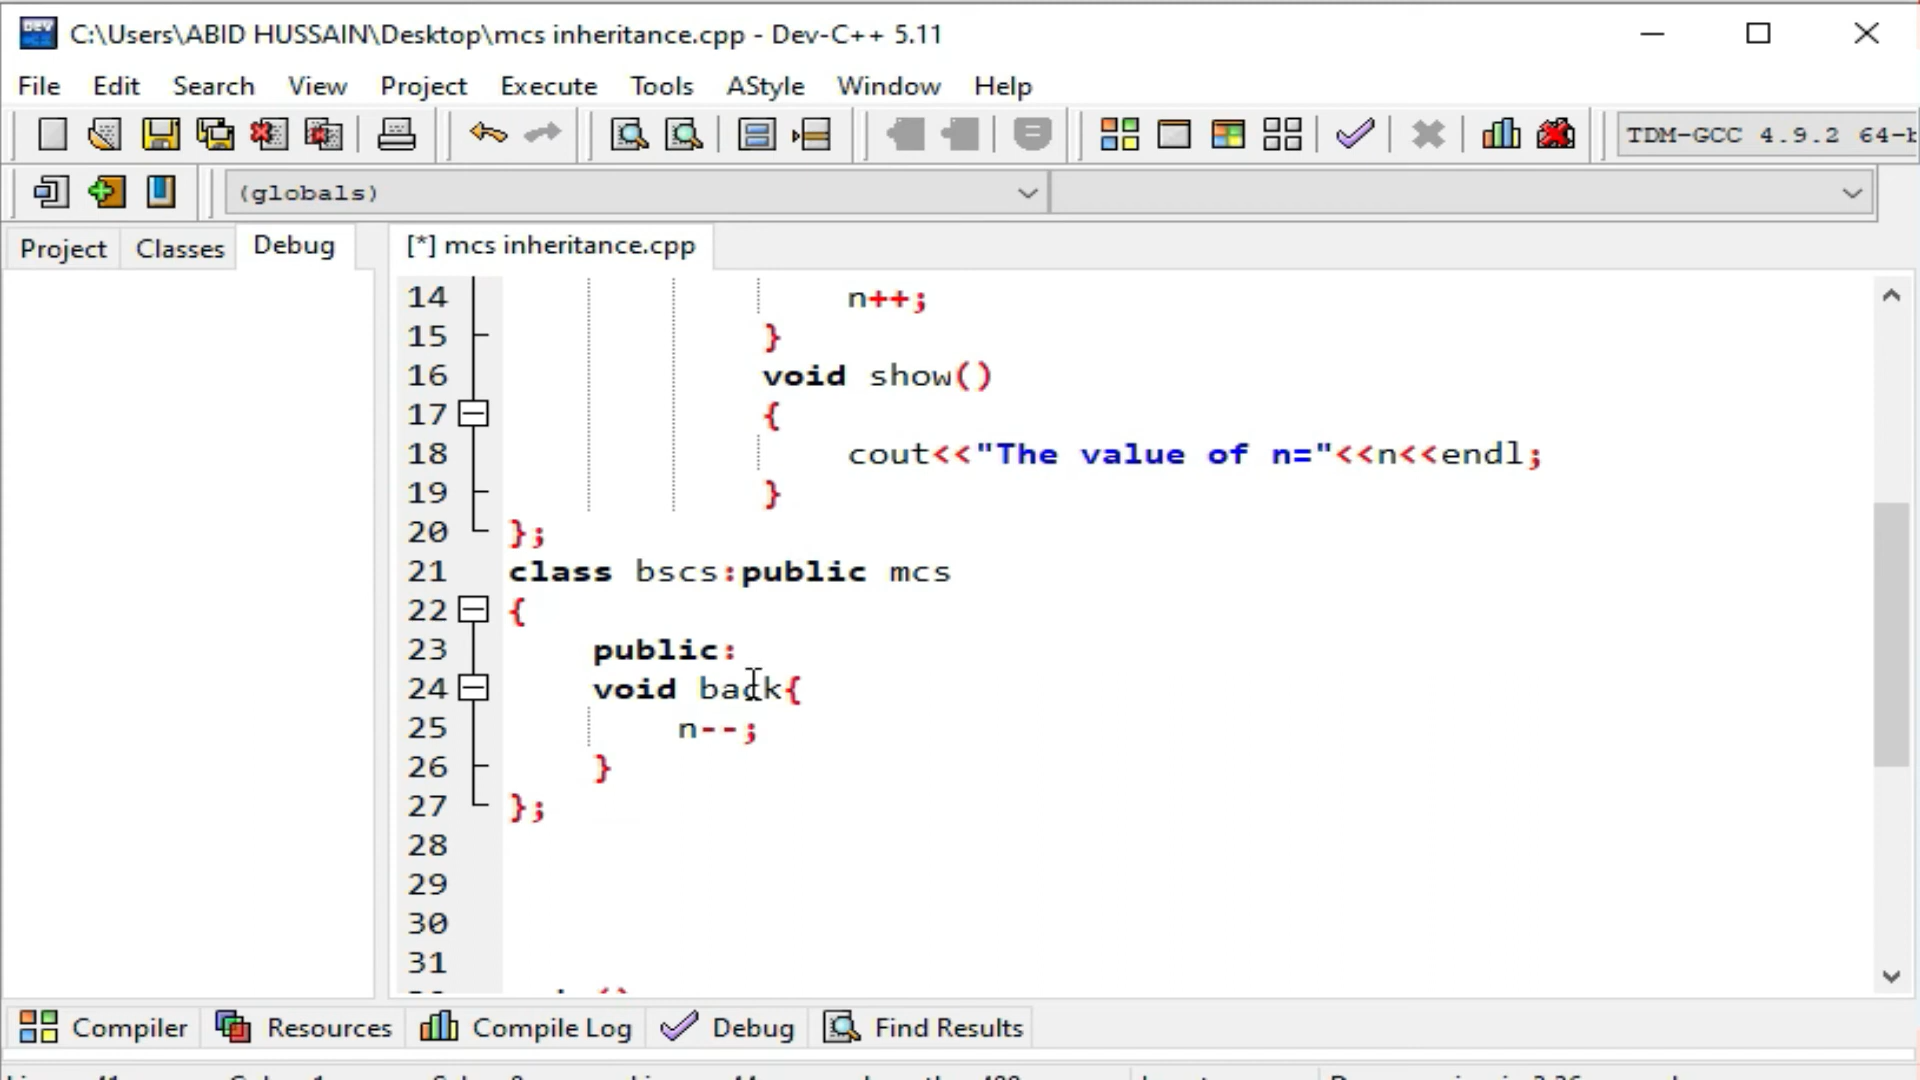 C:\Users\ABID HUSSAIN\Desktop\mcs inheritance.cpp - Dev-C++ 5.11
File Edit Search View Project Execute Tools AStyle Window Help
TDM-GCC 4.9.2 64-b
(globals)
Project Classes Debug [*] mcs inheritance.cpp
14 n++;
15 }
16 void show()
17 {
18 cout<<"The value of n="<<n<<endl;
19 }
20 };
21 class bscs:public mcs
22 {
23 public:
24 void back{
25 n--;
26 }
27 };
28
29
30
31
Compiler Resources Compile Log Debug Find Results